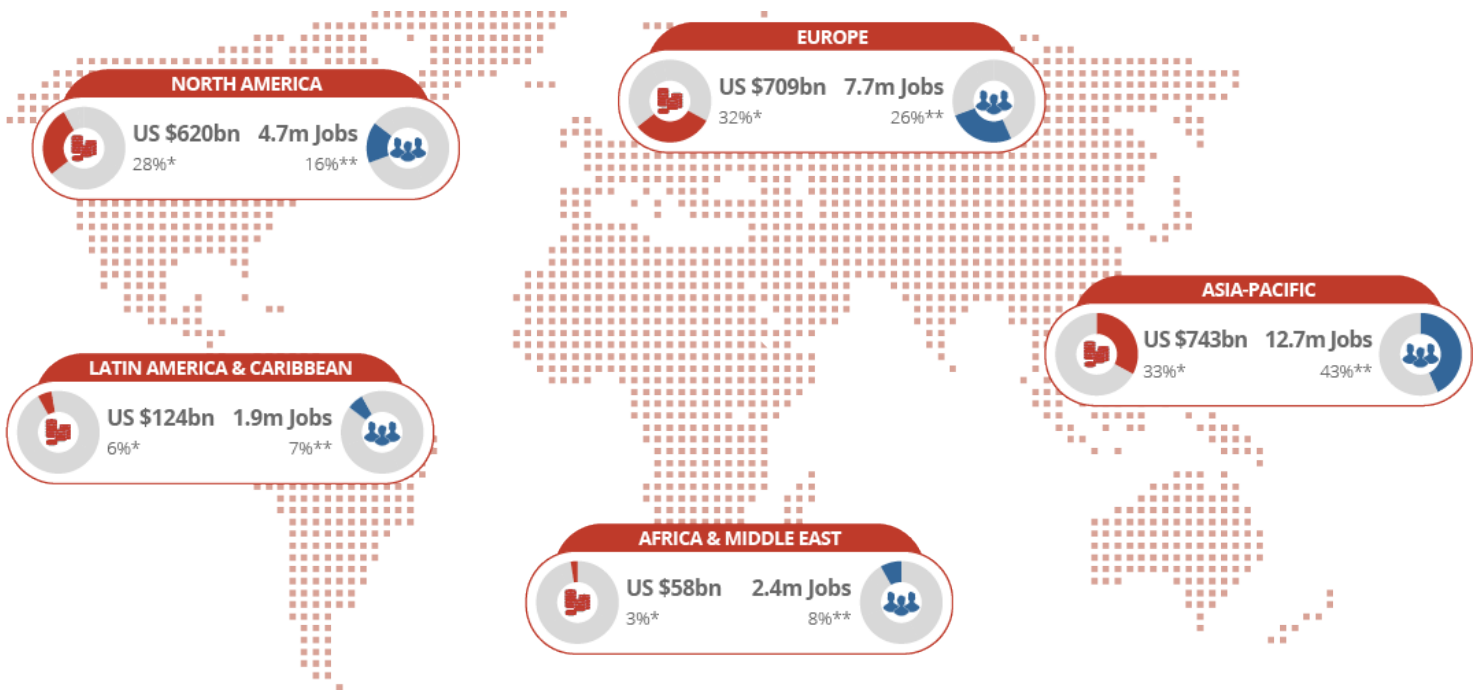 EUROPE
US $709bn 7.7m Jobs
32%* 26%**
NORTH AMERICA
US $620bn 4.7m Jobs
28%* 16%**
ASIA-PACIFIC
US $743bn 12.7m Jobs
33%* 43%**
LATIN AMERICA & CARIBBEAN
US $124bn 1.9m Jobs
6%* 7%**
AFRICA & MIDDLE EAST
US $58bn 2.4m Jobs
3%* 8%**